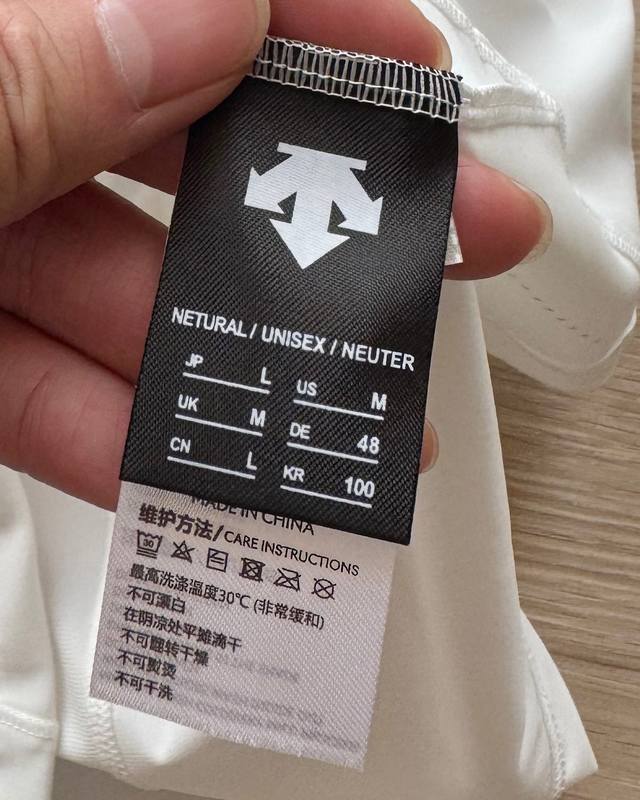 NETURAL / UNISEX / NEUTER
JP L US M
UK M DE 48
CN L KR 100
MADE IN CHINA
维护方法/CARE INSTRUCTIONS
30
最高洗涤温度30℃ (非常缓和)
不可漂白
在阴凉处平摊滴干
不可翻转干燥
不可熨烫
不可干洗